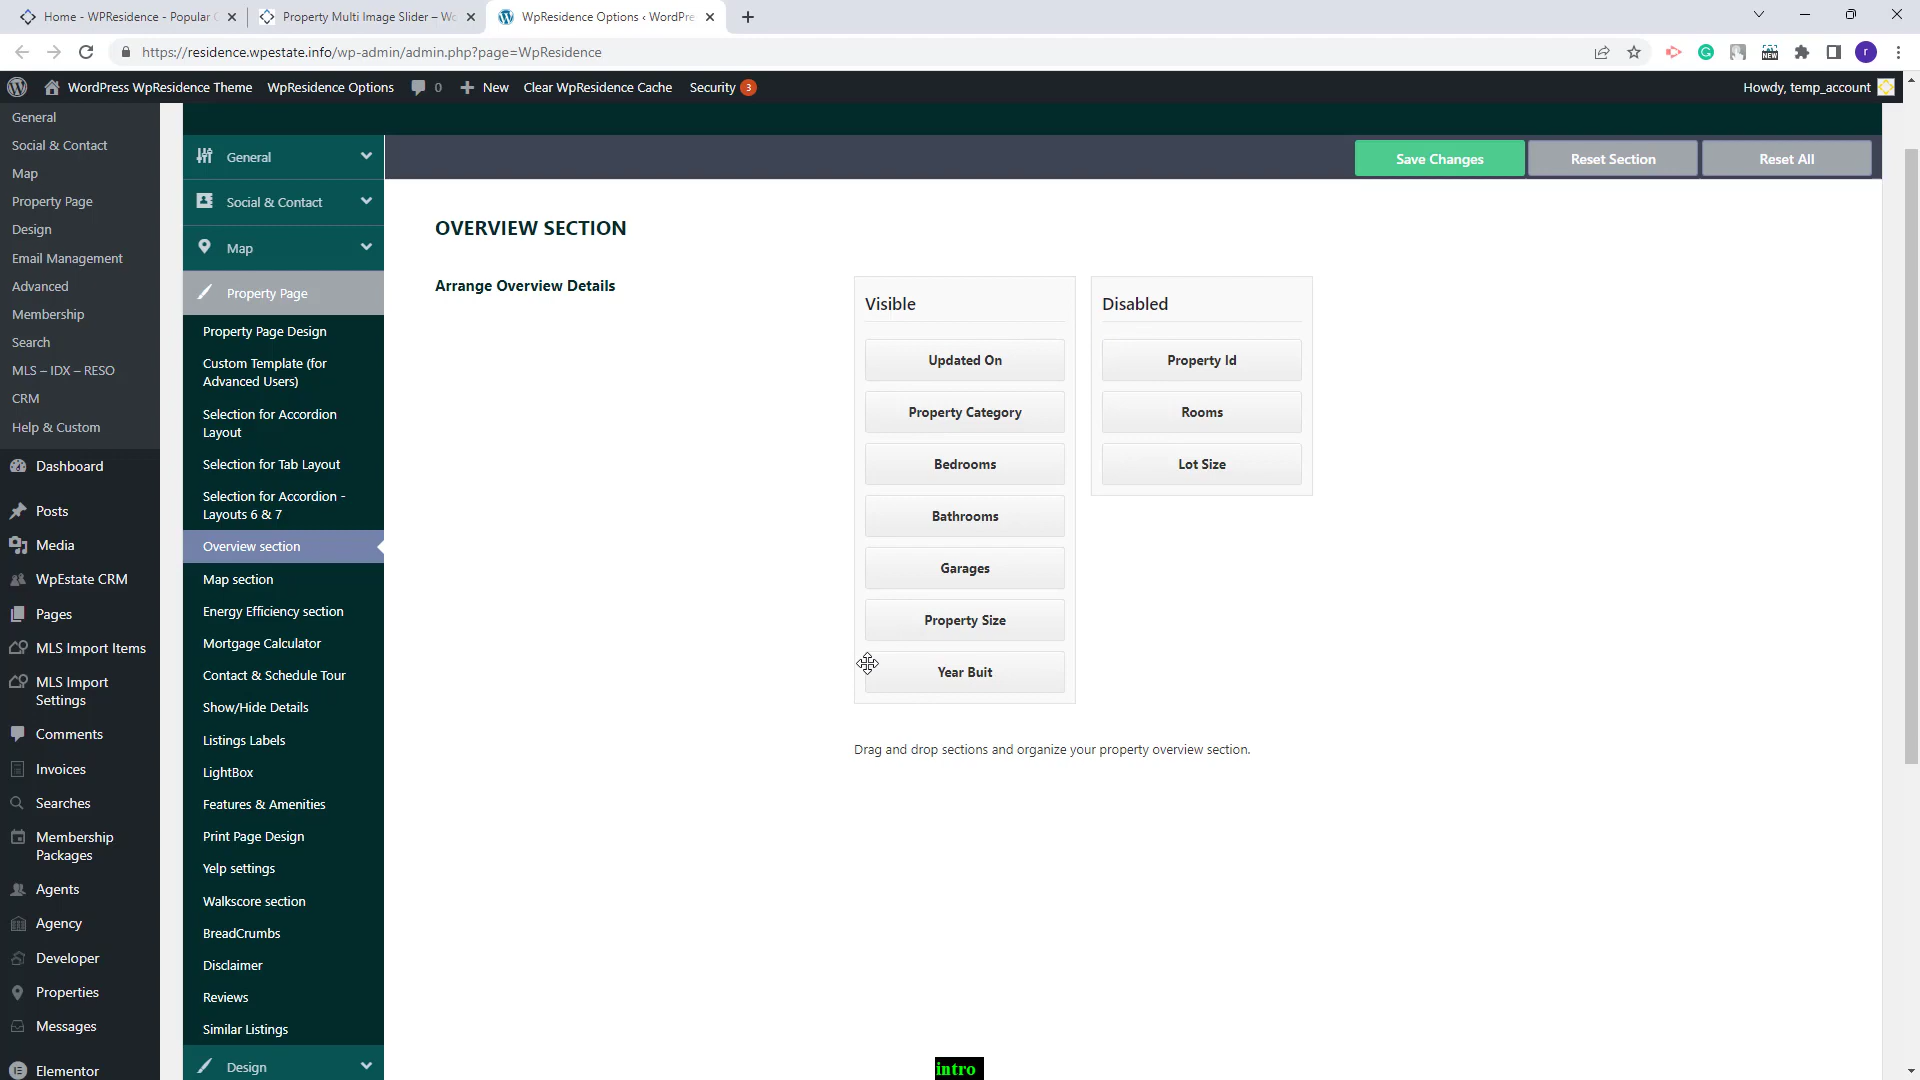 Home - WPResidence - Popular
Property Multi Image Slider – Wo
WpResidence Options ‹ WordPre
https://residence.wpestate.info/wp-admin/admin.php?page=WpResidence
NEW
r
WordPress WpResidence Theme
WpResidence Options
0
New
Clear WpResidence Cache
Security
3
Howdy, temp_account
General
Social & Contact
Map
Property Page
Design
Email Management
Advanced
Membership
Search
MLS – IDX – RESO
CRM
Help & Custom
Dashboard
Posts
Media
WpEstate CRM
Pages
MLS Import Items
MLS Import
Settings
Comments
Invoices
Searches
Membership
Packages
Agents
Agency
Developer
Properties
Messages
Elementor
General
Social & Contact
Map
Property Page
Property Page Design
Custom Template (for
Advanced Users)
Selection for Accordion
Layout
Selection for Tab Layout
Selection for Accordion -
Layouts 6 & 7
Overview section
Map section
Energy Efficiency section
Mortgage Calculator
Contact & Schedule Tour
Show/Hide Details
Listings Labels
LightBox
Features & Amenities
Print Page Design
Yelp settings
Walkscore section
BreadCrumbs
Disclaimer
Reviews
Similar Listings
Design
Save Changes
Reset Section
Reset All
OVERVIEW SECTION
Arrange Overview Details
Visible
Updated On
Property Category
Bedrooms
Bathrooms
Garages
Property Size
Year Buit
Disabled
Property Id
Rooms
Lot Size
Drag and drop sections and organize your property overview section.
intro